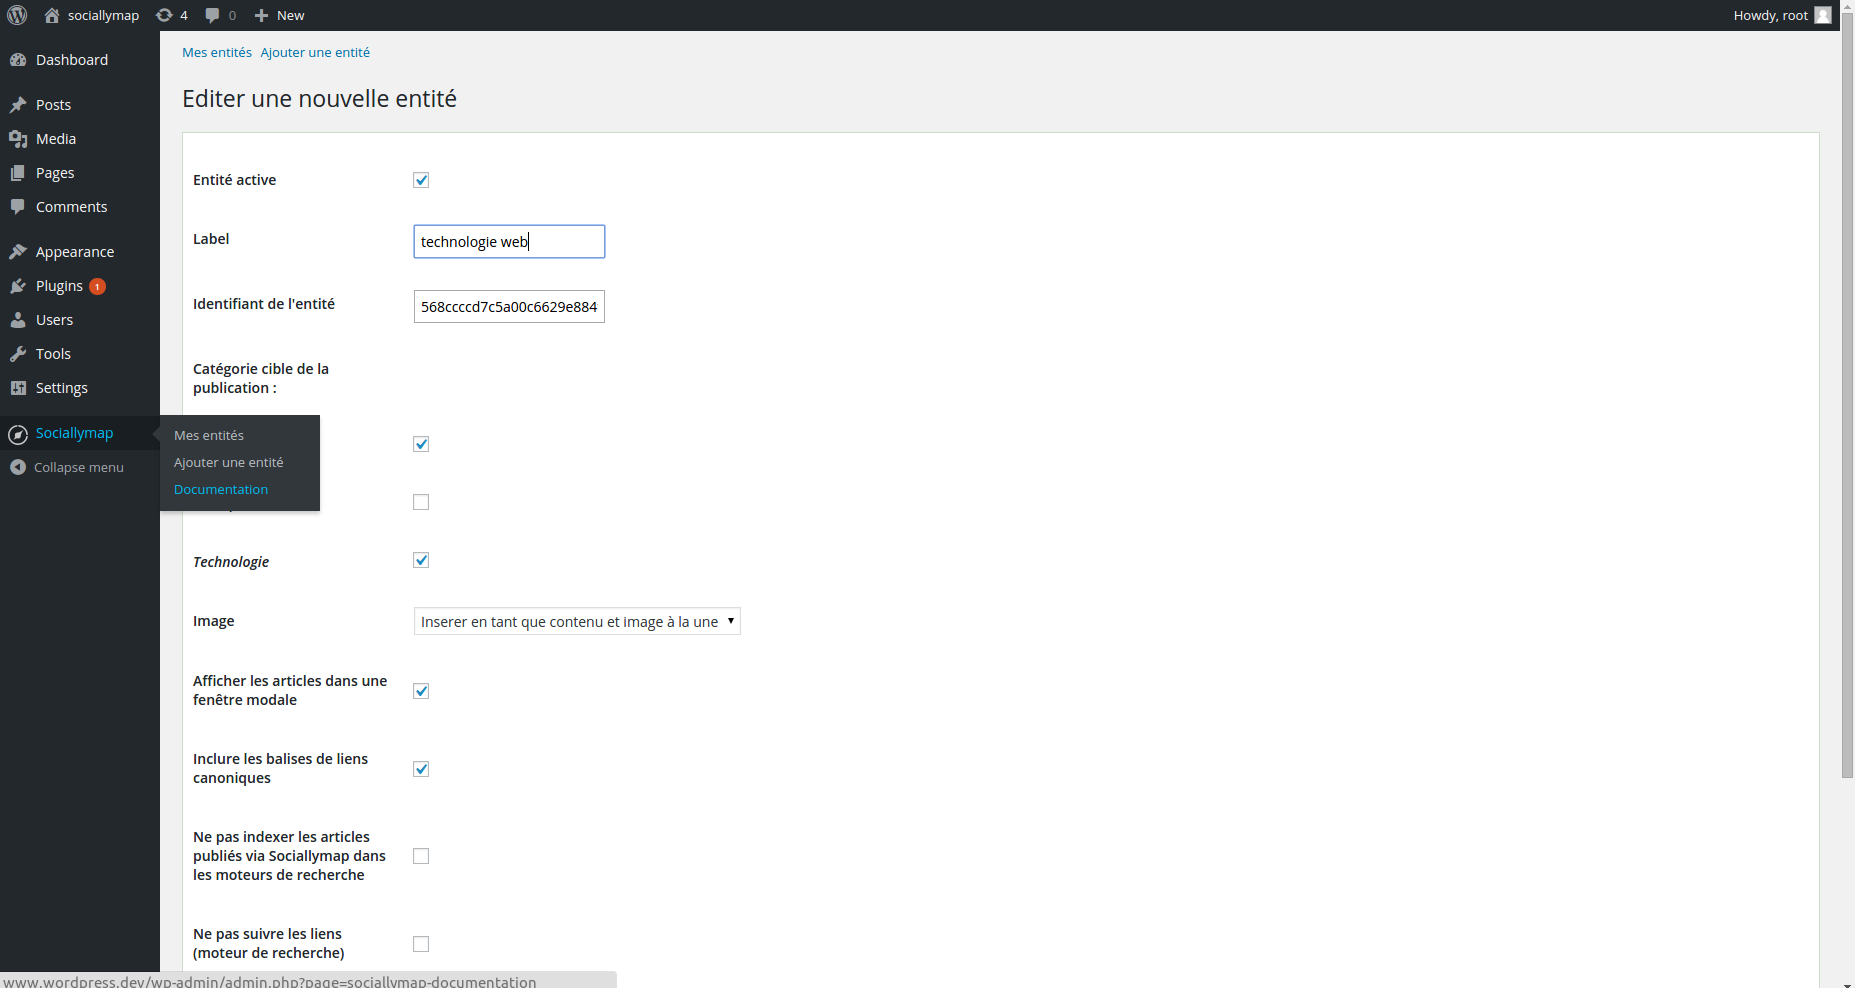 sociallymap 4 0 New Howdy, root
Dashboard
Posts
Media
Pages
Comments
Appearance
Plugins 1
Users
Tools
Settings
Sociallymap
Collapse menu
Mes entités
Ajouter une entité
Documentation
Mes entités Ajouter une entité
Editer une nouvelle entité
Entité active
Label technologie web
Identifiant de l'entité 568ccccd7c5a00c6629e884
Catégorie cible de la
publication :
Technologie
Image Inserer en tant que contenu et image à la une
Afficher les articles dans une
fenêtre modale
Inclure les balises de liens
canoniques
Ne pas indexer les articles
publiés via Sociallymap dans
les moteurs de recherche
Ne pas suivre les liens
(moteur de recherche)
www.wordpress.dev/wp-admin/admin.php?page=sociallymap-documentation